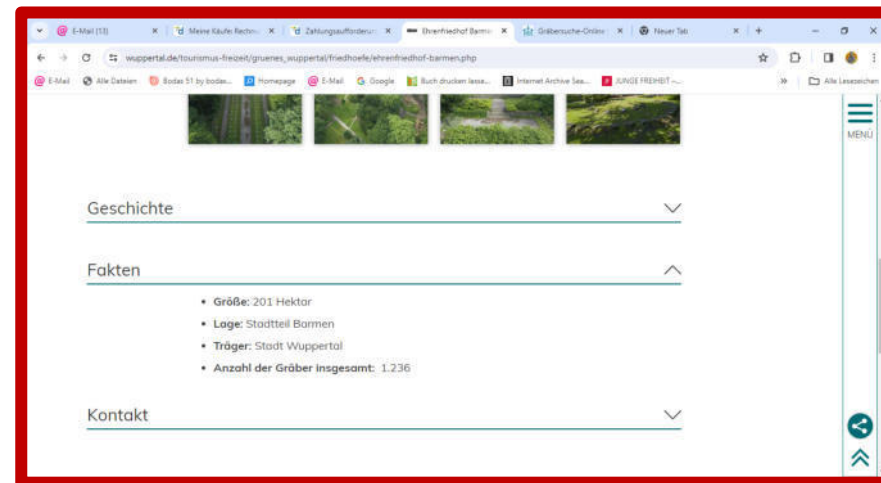 E-Mail (13)
Meine Käufe: Rechnu
Zahlungsaufforderun
Ehrenfriedhof Barmen
Gräbersuche-Online
Neuer Tab
wuppertal.de/tourismus-freizeit/gruenes_wuppertal/friedhoefe/ehrenfriedhof-barmen.php
E-Mail
Alle Dateien
Bodas 51 by bodas...
Homepage
E-Mail
Google
Buch drucken lasse...
Internet Archive Sea...
JUNGE FREIHEIT –...
Alle Lesezeichen
MENÜ
Geschichte
Fakten
• Größe: 201 Hektar
• Lage: Stadtteil Barmen
• Träger: Stadt Wuppertal
• Anzahl der Gräber insgesamt: 1.236
Kontakt